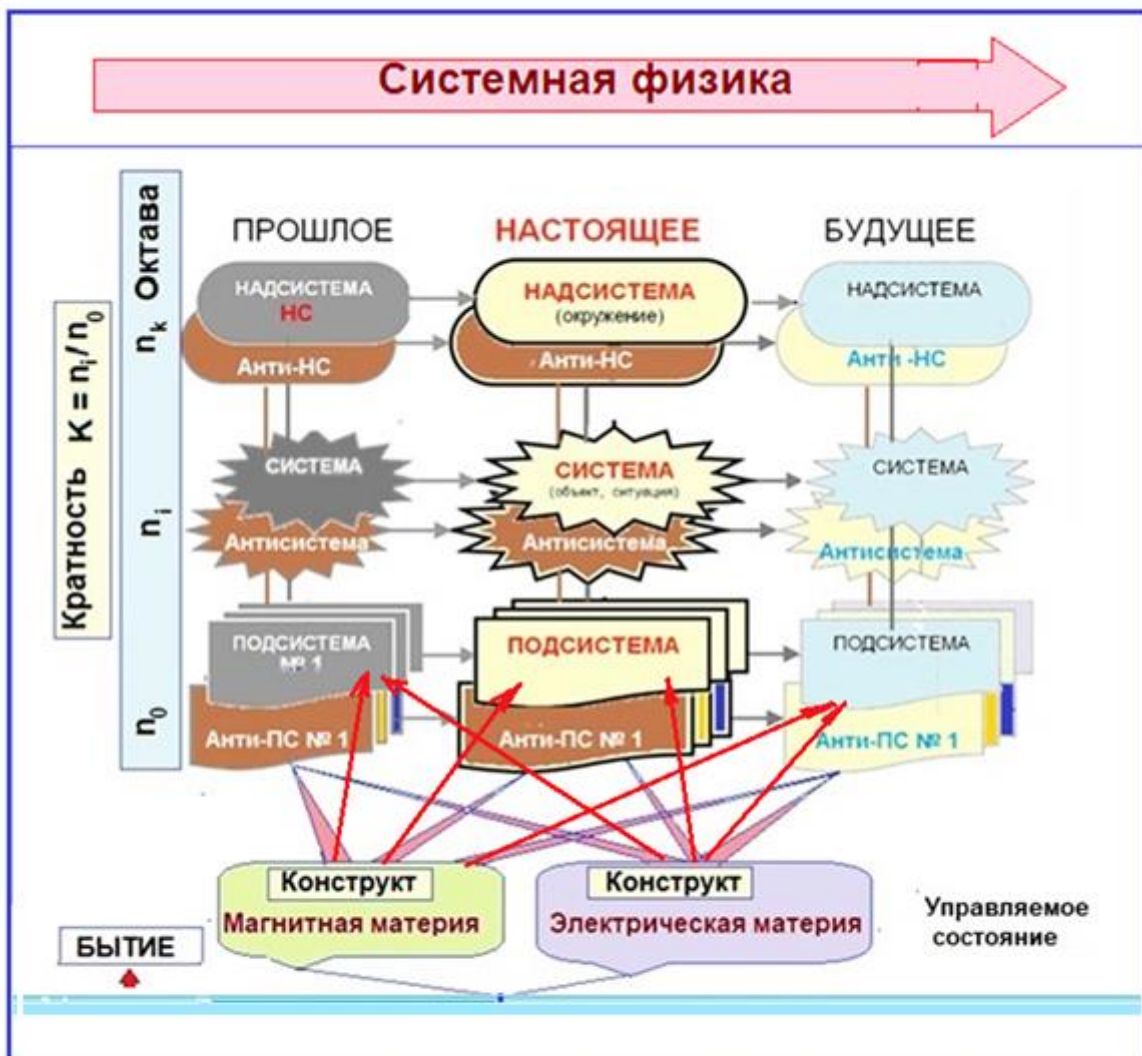 Системная физика
Октава
Кратность K = ni/n0
nk
ni
n0
ПРОШЛОЕ
НАСТОЯЩЕЕ
БУДУЩЕЕ
НАДСИСТЕМА
НС
НАДСИСТЕМА
(окружение)
НАДСИСТЕМА
Анти-НС
Анти-НС
Анти -НС
СИСТЕМА
СИСТЕМА
(объект, ситуация)
СИСТЕМА
Антисистема
Антисистема
Антисистема
ПОДСИСТЕМА
№ 1
ПОДСИСТЕМА
ПОДСИСТЕМА
Анти-ПС № 1
Анти-ПС № 1
Анти-ПС № 1
Конструкт
Магнитная материя
Конструкт
Электрическая материя
Управляемое
состояние
БЫТИЕ